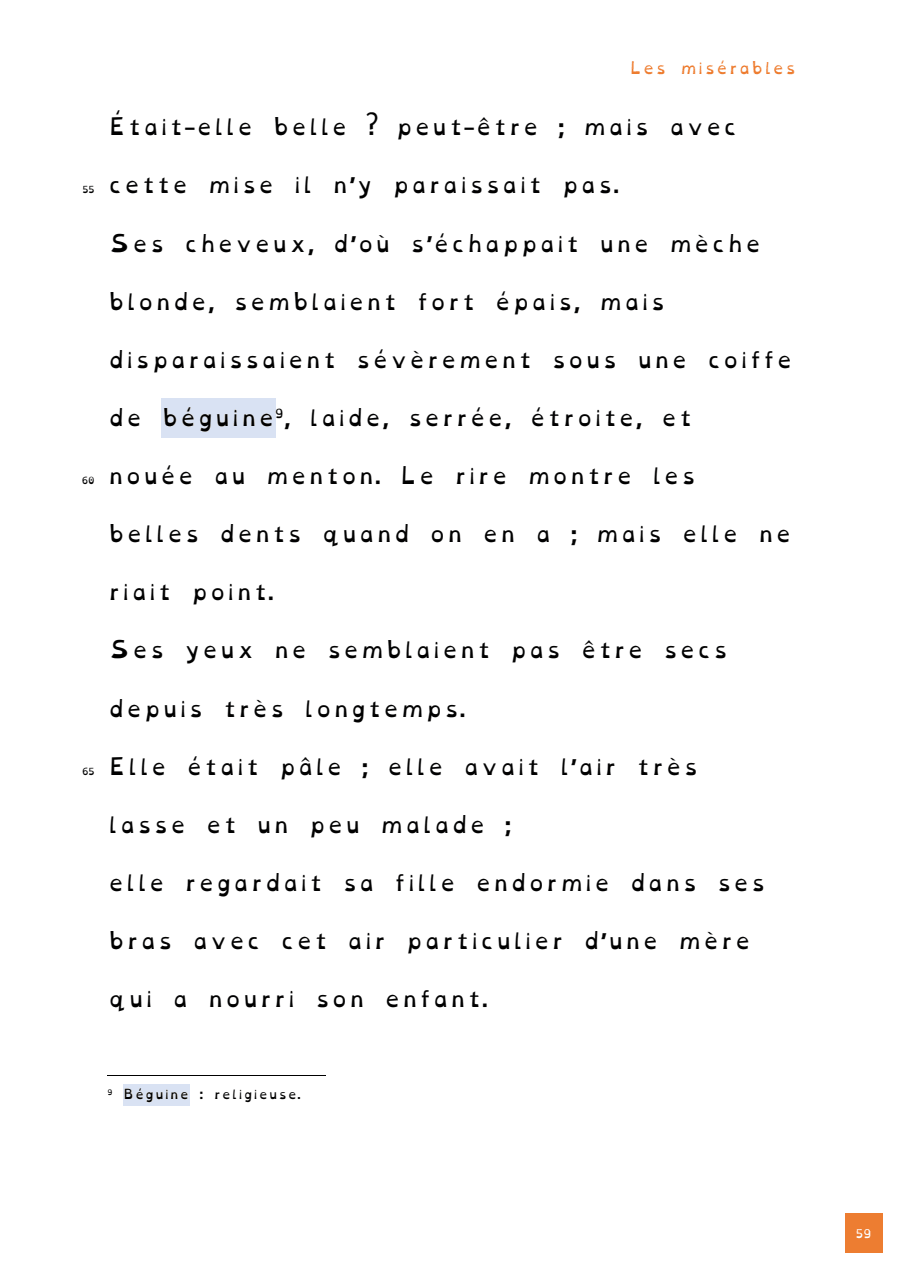 Les misérables
Était-elle belle ? peut-être ; mais avec
55 cette mise il n’y paraissait pas.
Ses cheveux, d’où s’échappait une mèche
blonde, semblaient fort épais, mais
disparaissaient sévèrement sous une coiffe
de béguine⁹, laide, serrée, étroite, et
60 nouée au menton. Le rire montre les
belles dents quand on en a ; mais elle ne
riait point.
Ses yeux ne semblaient pas être secs
depuis très longtemps.
65 Elle était pâle ; elle avait l’air très
lasse et un peu malade ;
elle regardait sa fille endormie dans ses
bras avec cet air particulier d’une mère
qui a nourri son enfant.
⁹ Béguine : religieuse.
59